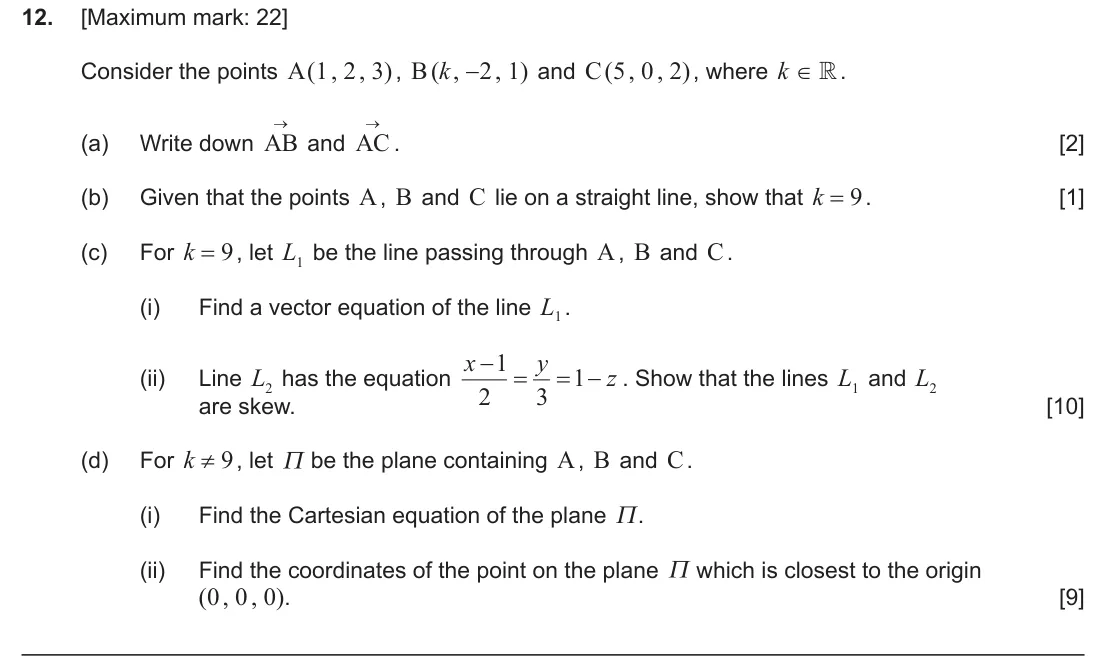 12. [Maximum mark: 22]
Consider the points A(1, 2, 3), B(k, −2, 1) and C(5, 0, 2), where k ∈ ℝ.
(a) Write down A⃗B⃗ and A⃗C⃗. [2]
(b) Given that the points A, B and C lie on a straight line, show that k = 9. [1]
(c) For k = 9, let L₁ be the line passing through A, B and C.
(i) Find a vector equation of the line L₁.
(ii) Line L₂ has the equation (x − 1)/2 = y/3 = 1 − z. Show that the lines L₁ and L₂
are skew. [10]
(d) For k ≠ 9, let Π be the plane containing A, B and C.
(i) Find the Cartesian equation of the plane Π.
(ii) Find the coordinates of the point on the plane Π which is closest to the origin
(0, 0, 0). [9]